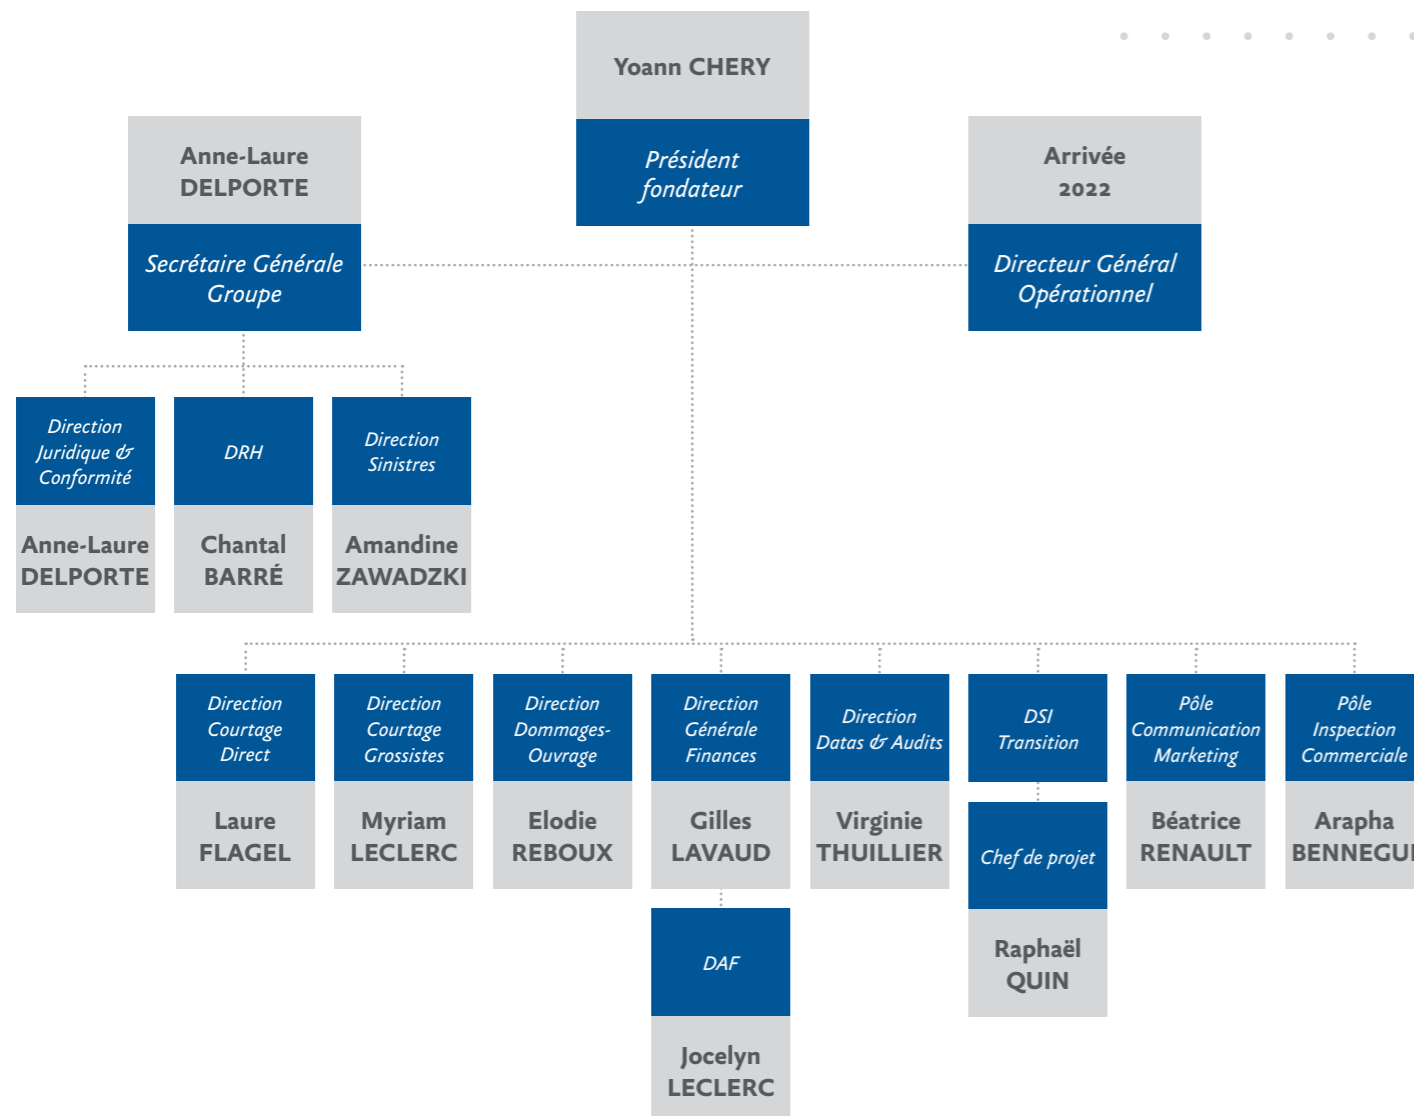 Yoann CHERY
Président
fondateur
Anne-Laure
DELPORTE
Secrétaire Générale
Groupe
Arrivée
2022
Directeur Général
Opérationnel
Direction
Juridique &
Conformité
Anne-Laure
DELPORTE
DRH
Chantal
BARRÉ
Direction
Sinistres
Amandine
ZAWADZKI
Direction
Courtage
Direct
Laure
FLAGEL
Direction
Courtage
Grossistes
Myriam
LECLERC
Direction
Dommages-
Ouvrage
Elodie
REBOUX
Direction
Générale
Finances
Gilles
LAVAUD
DAF
Jocelyn
LECLERC
Direction
Datas & Audits
Virginie
THUILLIER
DSI
Transition
Chef de projet
Raphaël
QUIN
Pôle
Communication
Marketing
Béatrice
RENAULT
Pôle
Inspection
Commerciale
Arapha